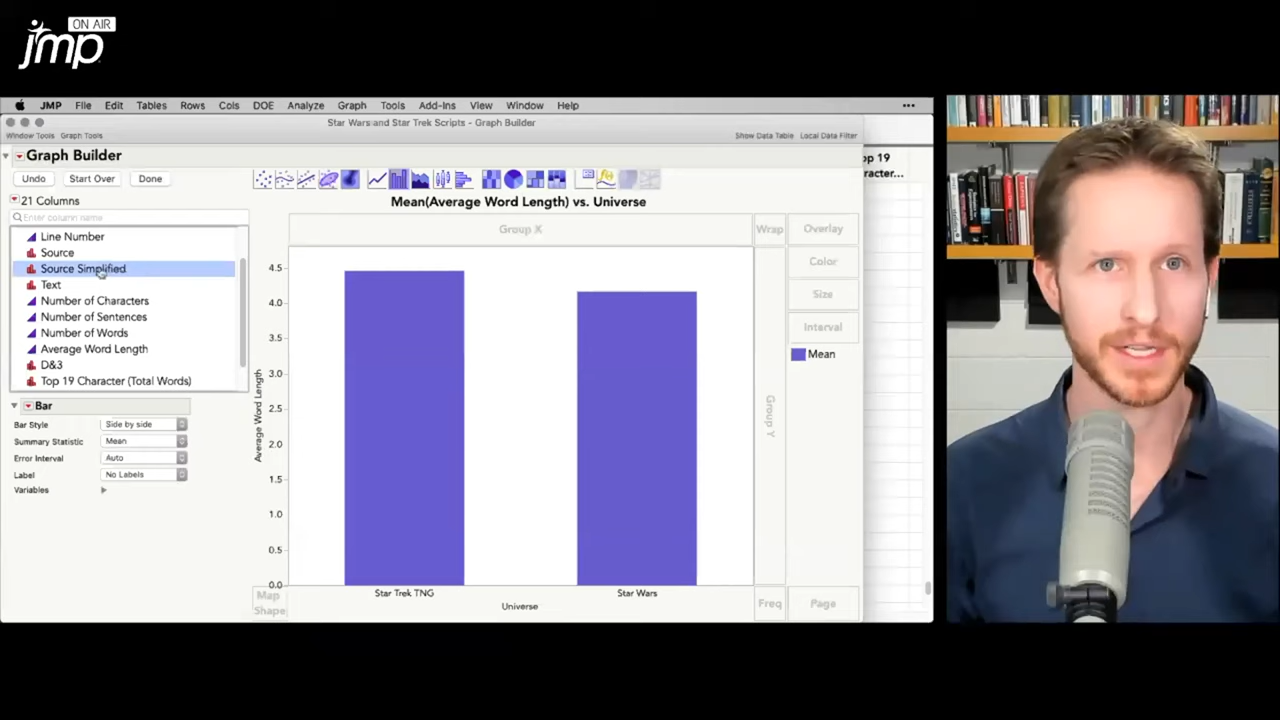 ON AIR
jmp
JMP File Edit Tables Rows Cols DOE Analyze Graph Tools Add-Ins View Window Help
Star Wars and Star Trek Scripts - Graph Builder
Window Tools Graph Tools Show Data Table Local Data Filter
Graph Builder
op 19
racter...
Undo Start Over Done
21 Columns
Enter column name
Line Number
Source
Source Simplified
Text
Number of Characters
Number of Sentences
Number of Words
Average Word Length
D&3
Top 19 Character (Total Words)
Bar
Bar Style Side by side
Summary Statistic Mean
Error Interval Auto
Label No Labels
Variables
Mean(Average Word Length) vs. Universe
Group X
Wrap
Overlay
Color
Size
Interval
Mean
4.5
4.0
3.5
3.0
2.5
2.0
1.5
1.0
0.5
0.0
Average Word Length
Group Y
Star Trek TNG Star Wars
Universe
Map
Shape
Freq
Page